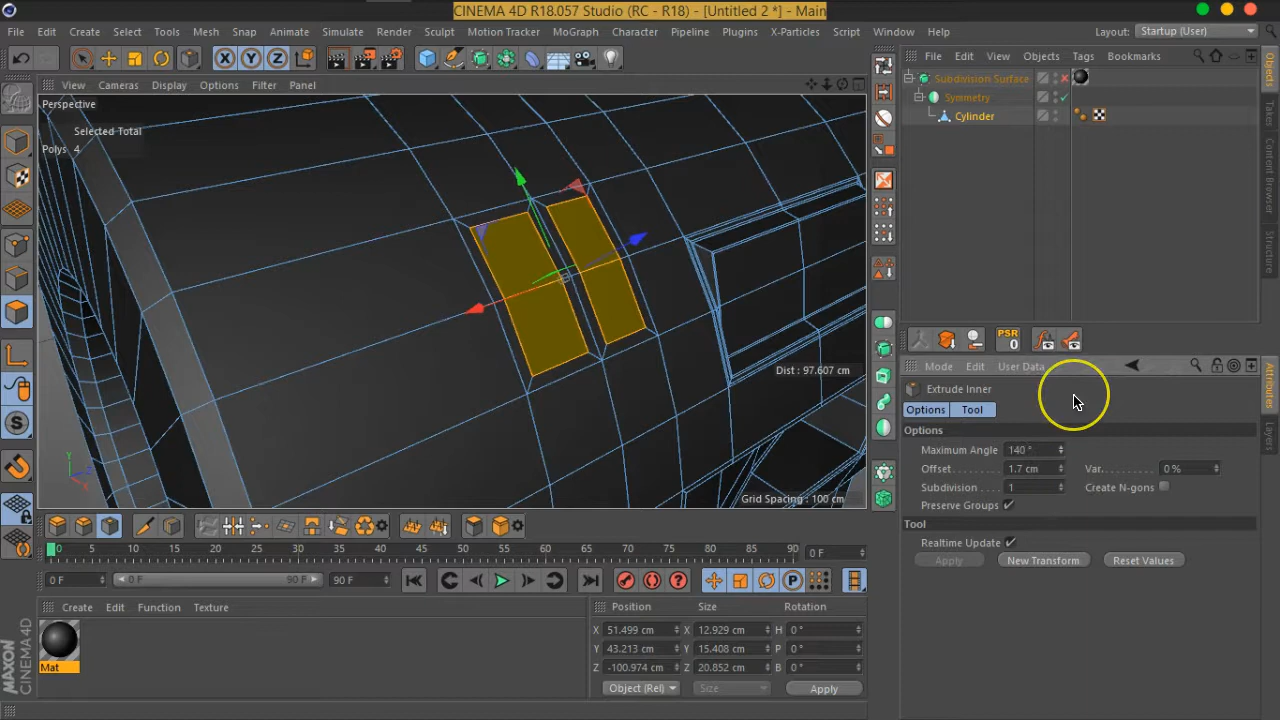 CINEMA 4D R18.057 Studio (RC - R18) - [Untitled 2 *] - Main
File Edit Create Select Tools Mesh Snap Animate Simulate Render Sculpt Motion Tracker MoGraph Character Pipeline Plugins X-Particles Script Window Help Layout: Startup (User)
X Y Z
File Edit View Objects Tags Bookmarks
Subdivision Surface
Symmetry
Cylinder
View Cameras Display Options Filter Panel
Perspective
Selected Total
Polys 4
Dist : 97.607 cm
Grid Spacing : 100 cm
Y
Z
X
S
PSR
0
Mode Edit User Data
Extrude Inner
Options Tool
Options
Maximum Angle 140 °
Offset 1.7 cm Var. 0 %
Subdivision 1 Create N-gons
Preserve Groups
Tool
Realtime Update
Apply New Transform Reset Values
Objects
Takes
Content Browser
Structure
Attributes
Layers
0 5 10 15 20 25 30 35 40 45 50 55 60 65 70 75 80 85 90 0 F
0 F 0 F 90 F 90 F
P
Create Edit Function Texture
Mat
MAXON
CINEMA 4D
Position Size Rotation
X 51.499 cm X 12.929 cm H 0 °
Y 43.213 cm Y 15.408 cm P 0 °
Z -100.974 cm Z 20.852 cm B 0 °
Object (Rel) Size Apply